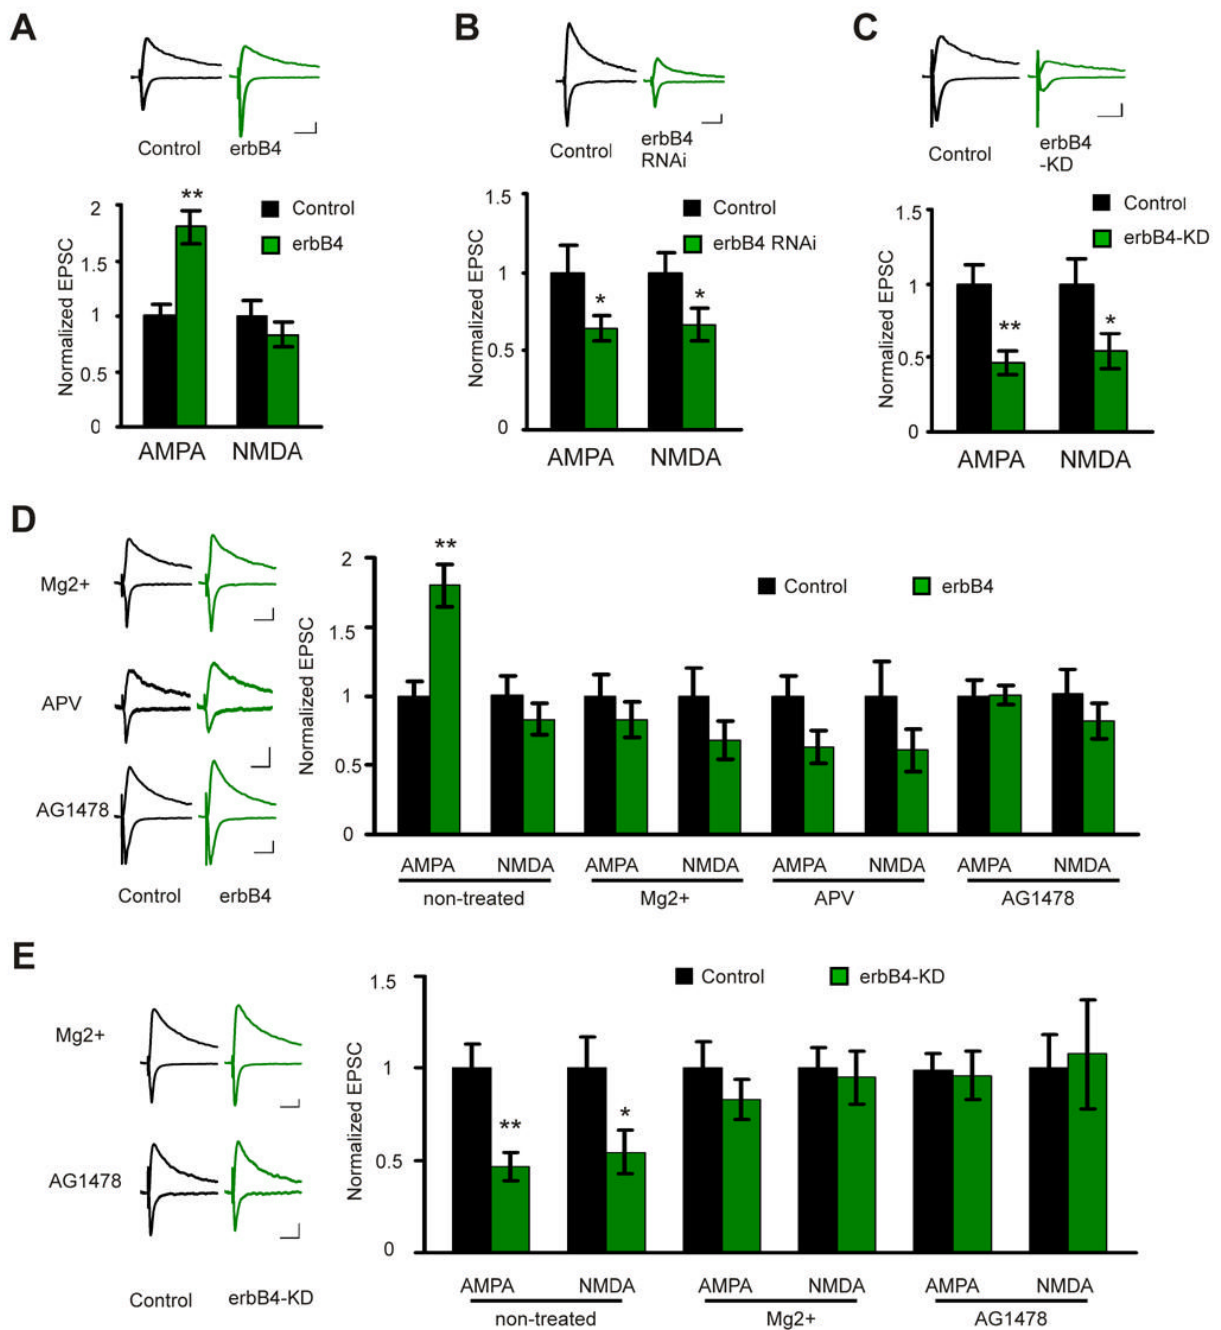 A
Control erbB4
**
Control
erbB4
Normalized EPSC
2
1.5
1
0.5
0
AMPA NMDA
B
Control erbB4
RNAi
Control
erbB4 RNAi
Normalized EPSC
1.5
1
0.5
0
* *
AMPA NMDA
C
Control erbB4
-KD
Control
erbB4-KD
Normalized EPSC
1.5
1
0.5
0
** *
AMPA NMDA
D
Mg2+
APV
AG1478
Control erbB4
Control erbB4
Normalized EPSC
2
1.5
1
0.5
0
**
AMPA NMDA AMPA NMDA AMPA NMDA AMPA NMDA
non-treated Mg2+ APV AG1478
E
Mg2+
AG1478
Control erbB4-KD
Control erbB4-KD
Normalized EPSC
1.5
1
0.5
0
** *
AMPA NMDA AMPA NMDA AMPA NMDA
non-treated Mg2+ AG1478